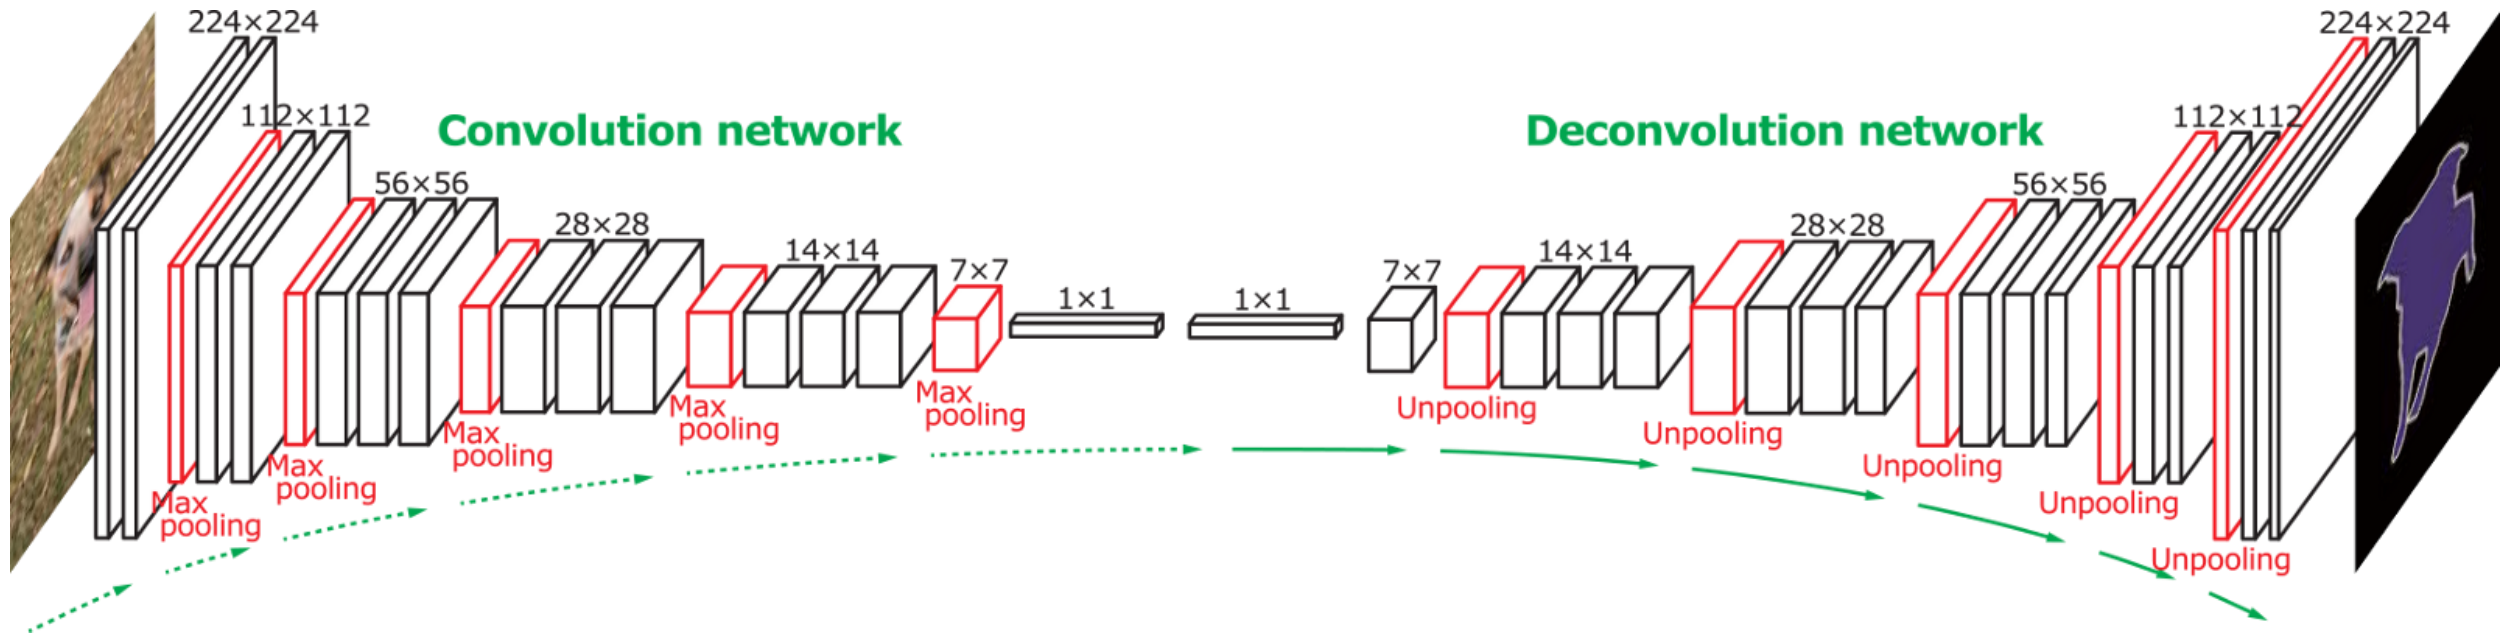 224×224
112×112
56×56
28×28
14×14
7×7
1×1
1×1
7×7
14×14
28×28
56×56
112×112
224×224
Convolution network
Deconvolution network
Max
pooling
Max
pooling
Max
pooling
Max
pooling
Max
pooling
Unpooling
Unpooling
Unpooling
Unpooling
Unpooling